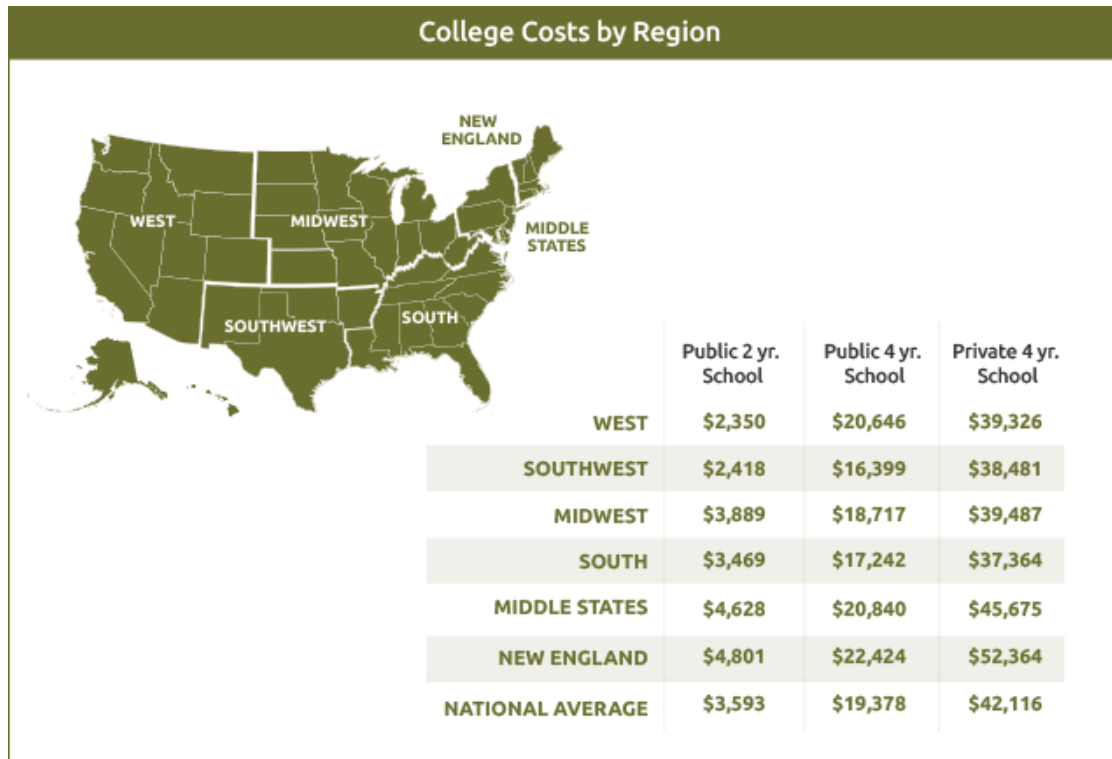 College Costs by Region
NEW
ENGLAND
WEST
MIDWEST
MIDDLE
STATES
SOUTHWEST
SOUTH
Public 2 yr.
School
Public 4 yr.
School
Private 4 yr.
School
WEST $2,350 $20,646 $39,326
SOUTHWEST $2,418 $16,399 $38,481
MIDWEST $3,889 $18,717 $39,487
SOUTH $3,469 $17,242 $37,364
MIDDLE STATES $4,628 $20,840 $45,675
NEW ENGLAND $4,801 $22,424 $52,364
NATIONAL AVERAGE $3,593 $19,378 $42,116